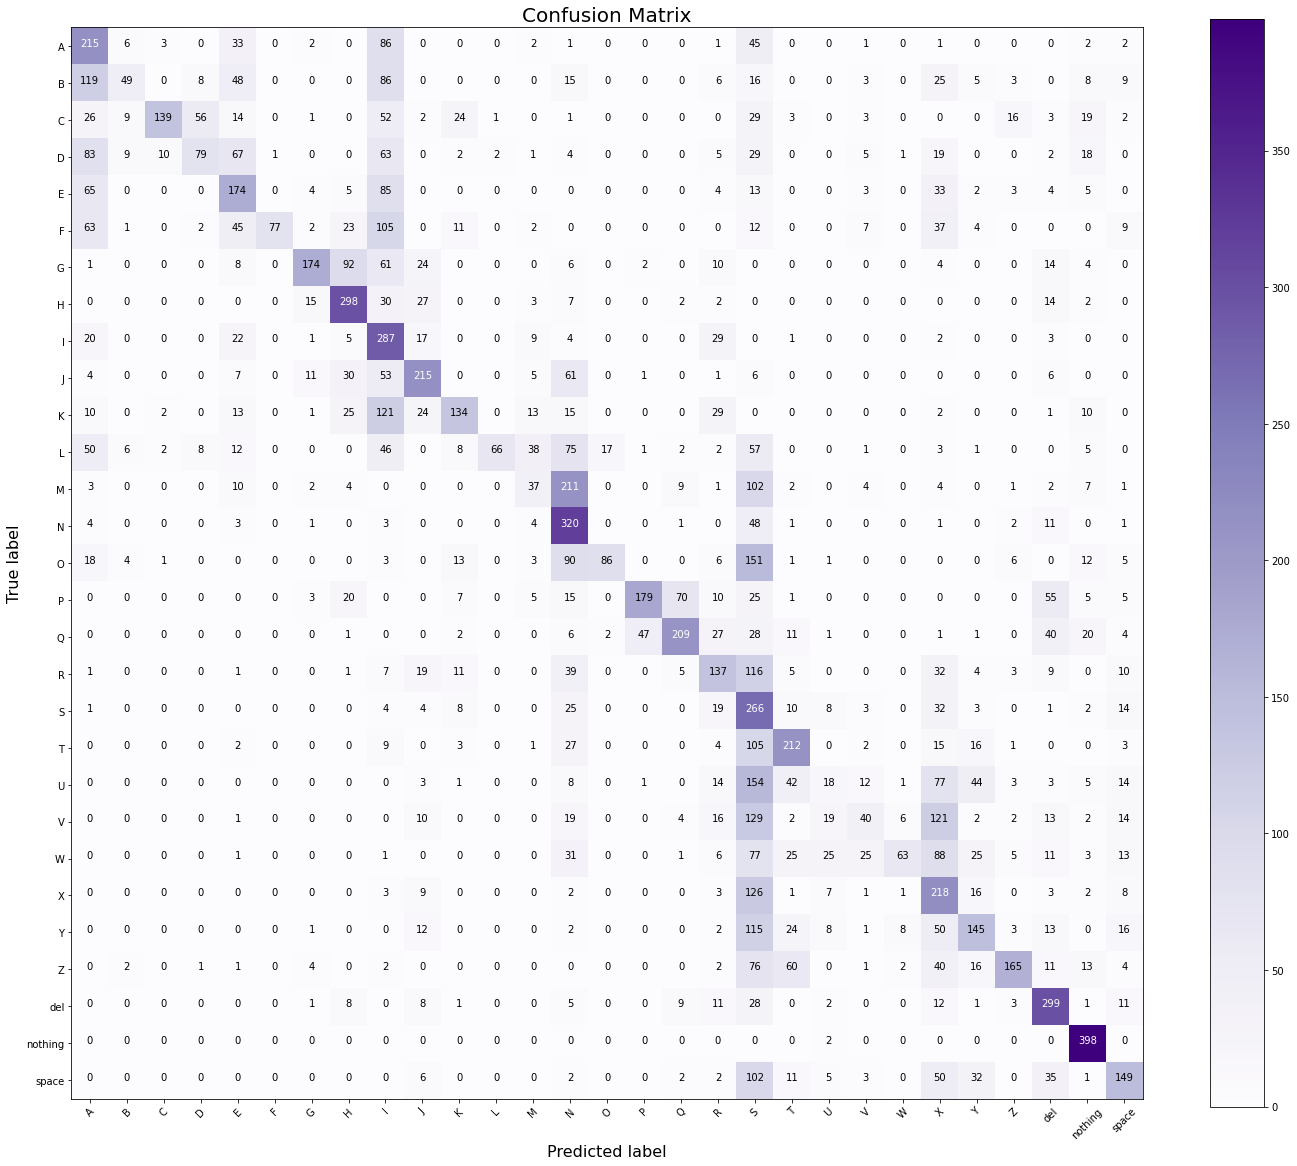 Confusion Matrix
A 215 6 3 0 33 0 2 0 86 0 0 0 2 1 0 0 0 1 45 0 0 1 0 1 0 0 0 2 2
B 119 49 0 8 48 0 0 0 86 0 0 0 0 15 0 0 0 6 16 0 0 3 0 25 5 3 0 8 9
C 26 9 139 56 14 0 1 0 52 2 24 1 0 1 0 0 0 0 29 3 0 3 0 0 0 16 3 19 2
D 83 9 10 79 67 1 0 0 63 0 2 2 1 4 0 0 0 5 29 0 0 5 1 19 0 0 2 18 0
E 65 0 0 0 174 0 4 5 85 0 0 0 0 0 0 0 0 4 13 0 0 3 0 33 2 3 4 5 0
F 63 1 0 2 45 77 2 23 105 0 11 0 2 0 0 0 0 0 12 0 0 7 0 37 4 0 0 0 9
G 1 0 0 0 8 0 174 92 61 24 0 0 0 6 0 2 0 10 0 0 0 0 0 4 0 0 14 4 0
H 0 0 0 0 0 0 15 298 30 27 0 0 3 7 0 0 2 2 0 0 0 0 0 0 0 0 14 2 0
I 20 0 0 0 22 0 1 5 287 17 0 0 9 4 0 0 0 29 0 1 0 0 0 2 0 0 3 0 0
J 4 0 0 0 7 0 11 30 53 215 0 0 5 61 0 1 0 1 6 0 0 0 0 0 0 0 6 0 0
K 10 0 2 0 13 0 1 25 121 24 134 0 13 15 0 0 0 29 0 0 0 0 0 2 0 0 1 10 0
L 50 6 2 8 12 0 0 0 46 0 8 66 38 75 17 1 2 2 57 0 0 1 0 3 1 0 0 5 0
M 3 0 0 0 10 0 2 4 0 0 0 0 37 211 0 0 9 1 102 2 0 4 0 4 0 1 2 7 1
N 4 0 0 0 3 0 1 0 3 0 0 0 4 320 0 0 1 0 48 1 0 0 0 1 0 2 11 0 1
O 18 4 1 0 0 0 0 0 3 0 13 0 3 90 86 0 0 6 151 1 1 0 0 0 0 6 0 12 5
P 0 0 0 0 0 0 3 20 0 0 7 0 5 15 0 179 70 10 25 1 0 0 0 0 0 0 55 5 5
Q 0 0 0 0 0 0 0 1 0 0 2 0 0 6 2 47 209 27 28 11 1 0 0 1 1 0 40 20 4
R 1 0 0 0 1 0 0 1 7 19 11 0 0 39 0 0 5 137 116 5 0 0 0 32 4 3 9 0 10
S 1 0 0 0 0 0 0 0 4 4 8 0 0 25 0 0 0 19 266 10 8 3 0 32 3 0 1 2 14
T 0 0 0 0 2 0 0 0 9 0 3 0 1 27 0 0 0 4 105 212 0 2 0 15 16 1 0 0 3
U 0 0 0 0 0 0 0 0 0 3 1 0 0 8 0 1 0 14 154 42 18 12 1 77 44 3 3 5 14
V 0 0 0 0 1 0 0 0 0 10 0 0 0 19 0 0 4 16 129 2 19 40 6 121 2 2 13 2 14
W 0 0 0 0 1 0 0 0 1 0 0 0 0 31 0 0 1 6 77 25 25 25 63 88 25 5 11 3 13
X 0 0 0 0 0 0 0 0 3 9 0 0 0 2 0 0 0 3 126 1 7 1 1 218 16 0 3 2 8
Y 0 0 0 0 0 0 1 0 0 12 0 0 0 2 0 0 0 2 115 24 8 1 8 50 145 3 13 0 16
Z 0 2 0 1 1 0 4 0 2 0 0 0 0 0 0 0 0 2 76 60 0 1 2 40 16 165 11 13 4
del 0 0 0 0 0 0 1 8 0 8 1 0 0 5 0 0 9 11 28 0 2 0 0 12 1 3 299 1 11
nothing 0 0 0 0 0 0 0 0 0 0 0 0 0 0 0 0 0 0 0 0 2 0 0 0 0 0 0 398 0
space 0 0 0 0 0 0 0 0 0 6 0 0 0 2 0 0 2 2 102 11 5 3 0 50 32 0 35 1 149
A B C D E F G H I J K L M N O P Q R S T U V W X Y Z del nothing space
True label
Predicted label
350
300
250
200
150
100
50
0